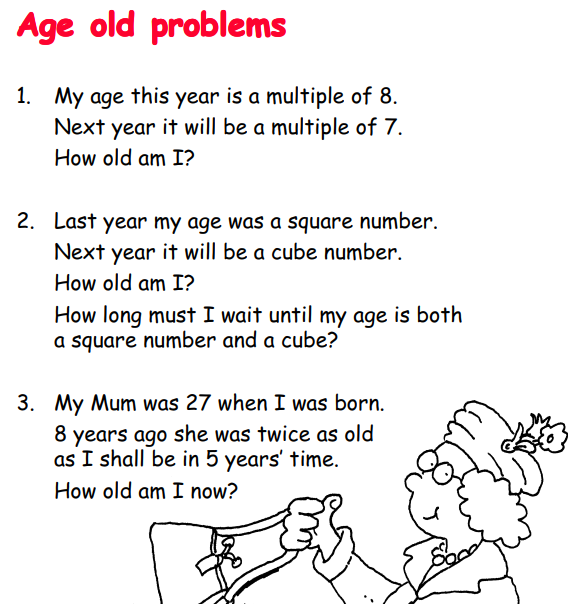 Age old problems
1. My age this year is a multiple of 8.
Next year it will be a multiple of 7.
How old am I?
2. Last year my age was a square number.
Next year it will be a cube number.
How old am I?
How long must I wait until my age is both
a square number and a cube?
3. My Mum was 27 when I was born.
8 years ago she was twice as old
as I shall be in 5 years’ time.
How old am I now?